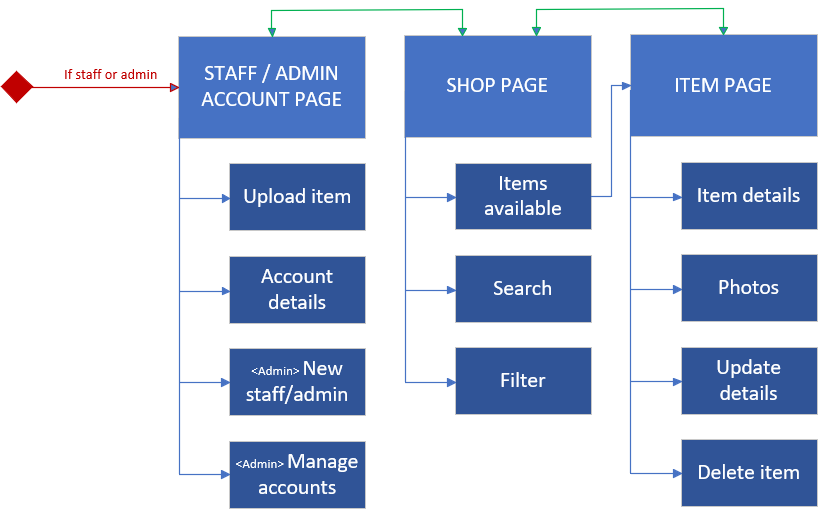 If staff or admin
STAFF / ADMIN
ACCOUNT PAGE
Upload item
Account
details
<Admin> New
staff/admin
<Admin> Manage
accounts
SHOP PAGE
Items
available
Search
Filter
ITEM PAGE
Item details
Photos
Update
details
Delete item